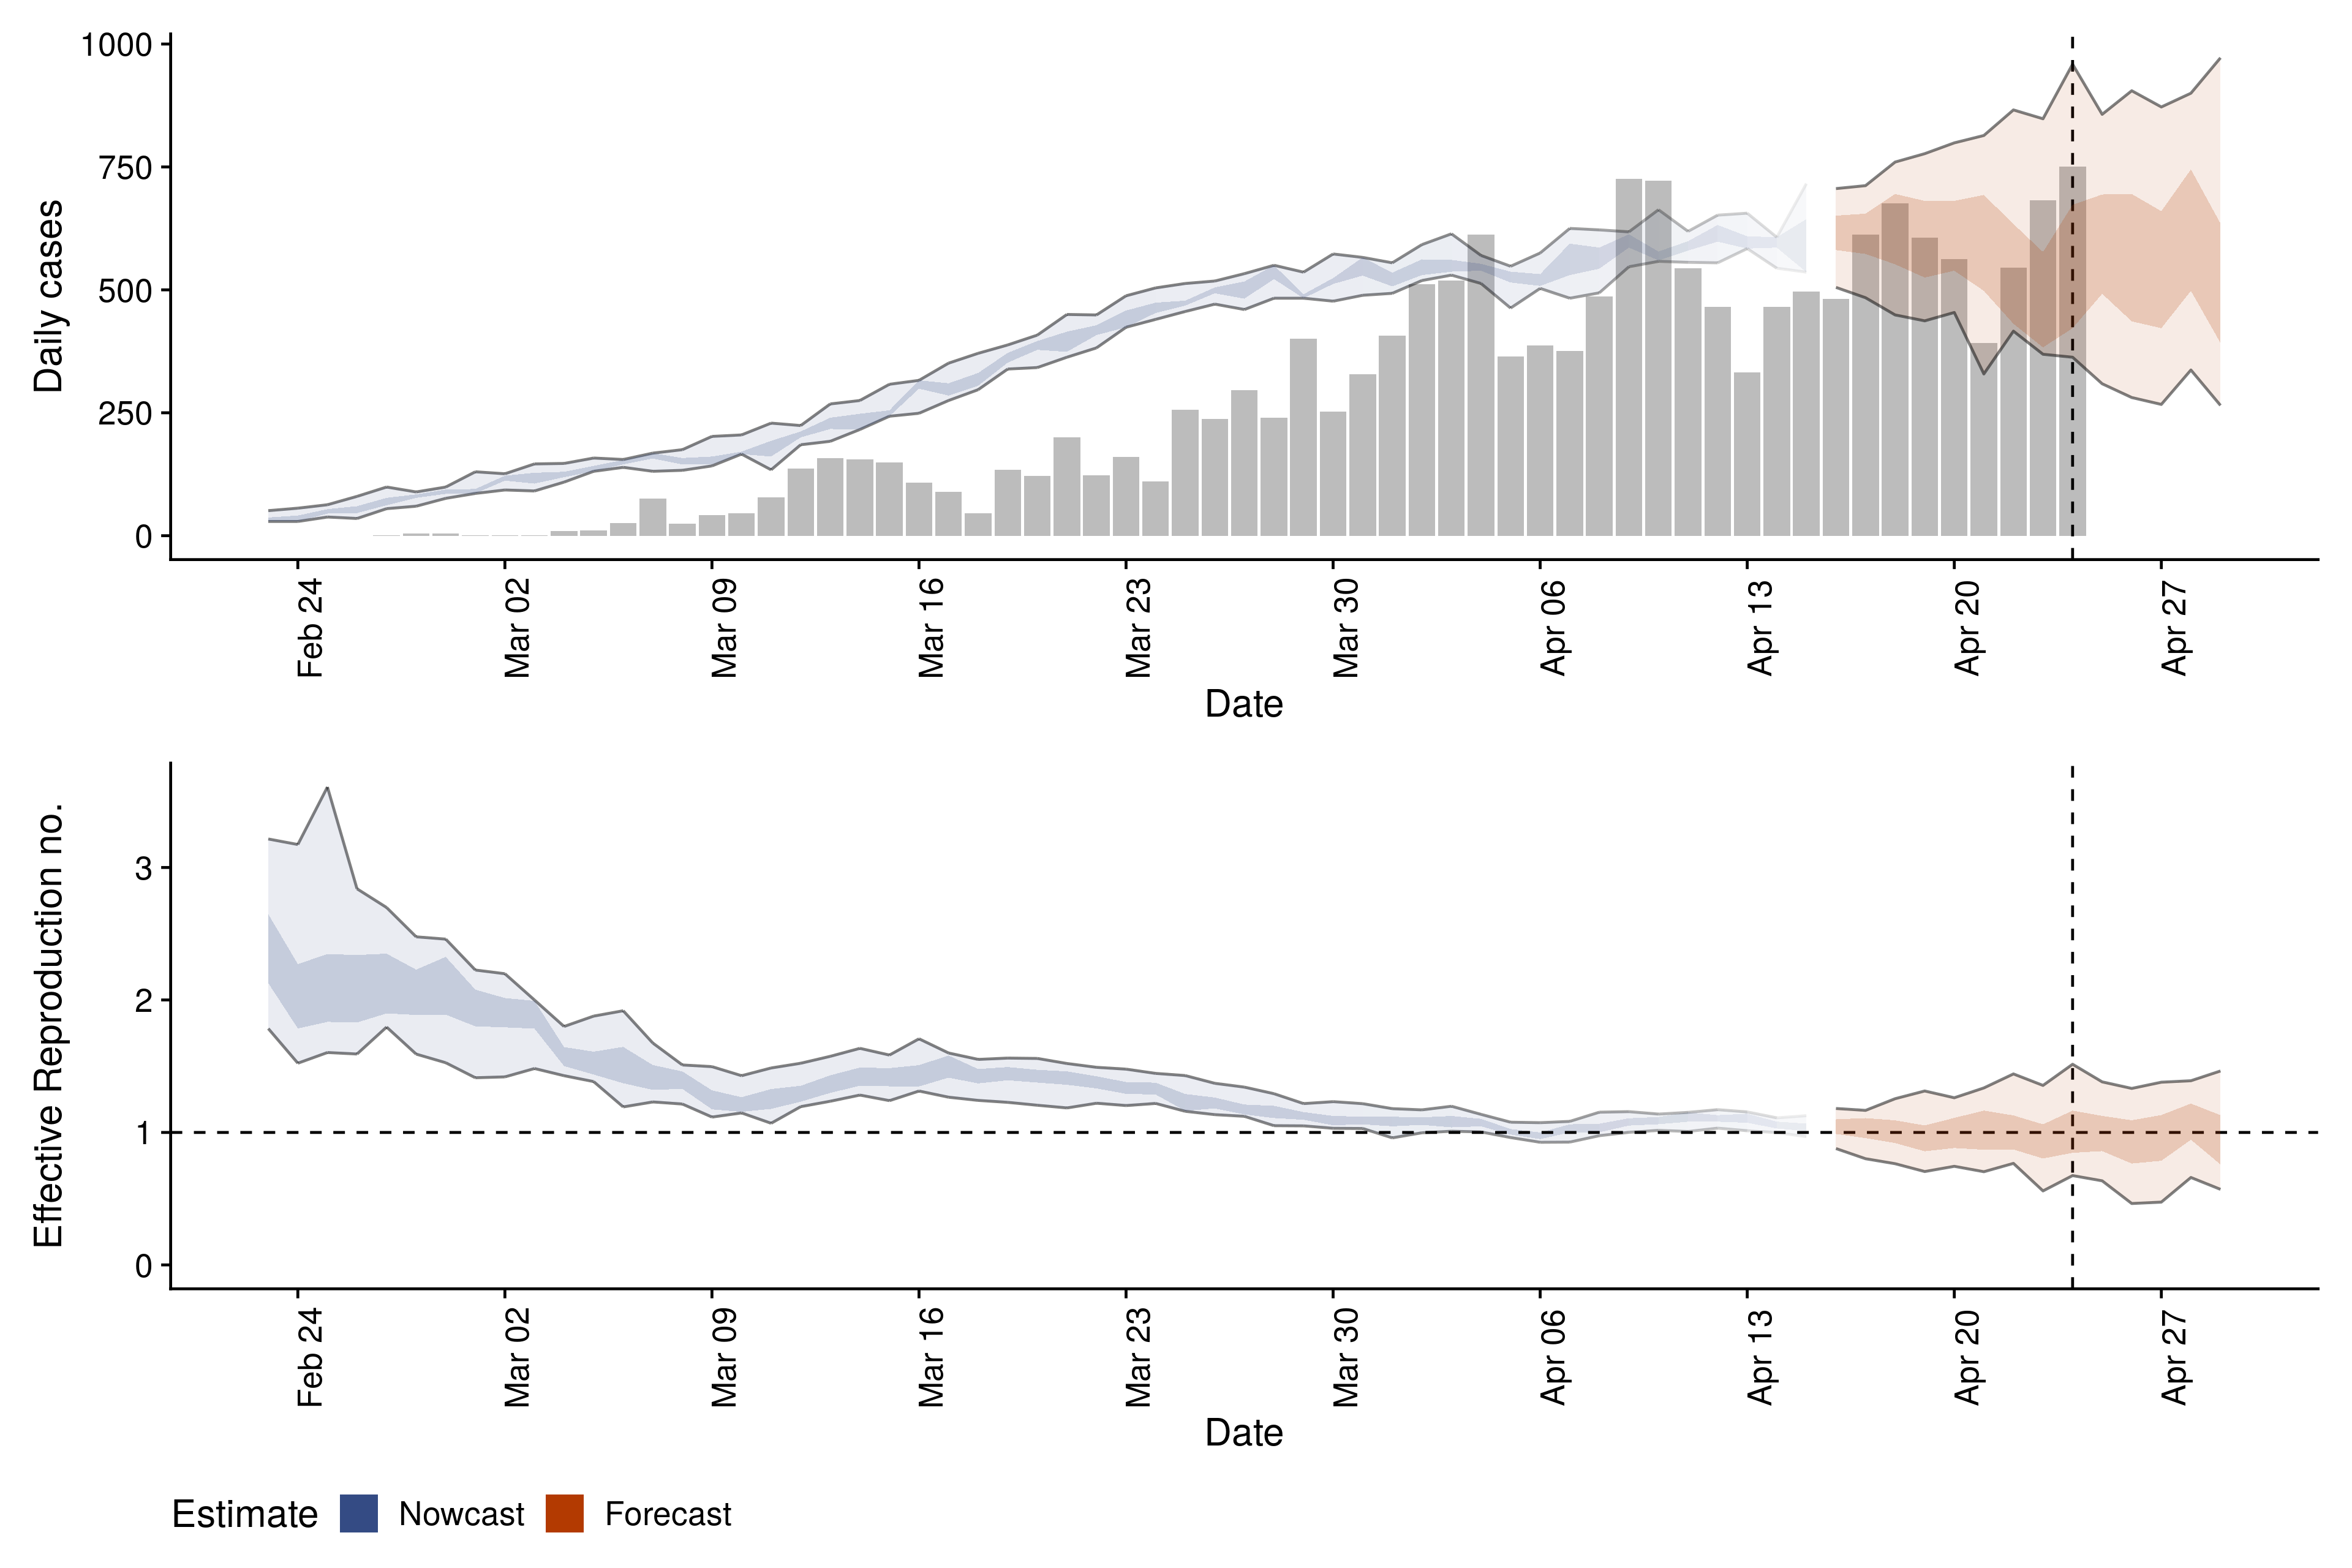 1000
750
500
250
0
Daily cases
Feb 24
Mar 02
Mar 09
Mar 16
Mar 23
Mar 30
Apr 06
Apr 13
Apr 20
Apr 27
Date
3
2
1
0
Effective Reproduction no.
Feb 24
Mar 02
Mar 09
Mar 16
Mar 23
Mar 30
Apr 06
Apr 13
Apr 20
Apr 27
Date
Estimate Nowcast Forecast